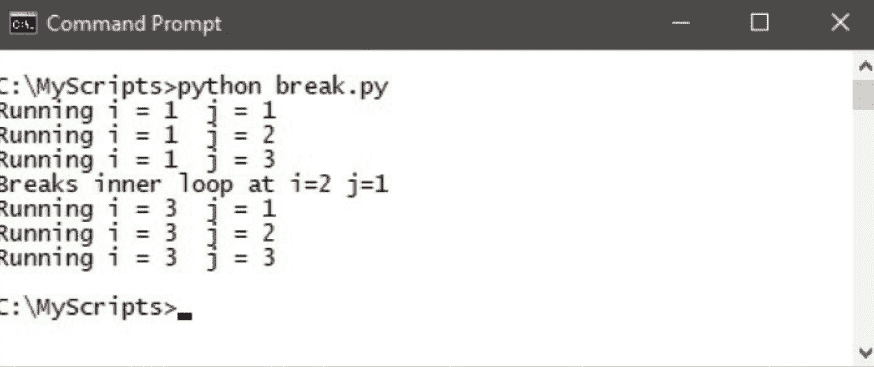 Command Prompt
C:\MyScripts>python break.py
Running i = 1  j = 1
Running i = 1  j = 2
Running i = 1  j = 3
Breaks inner loop at i=2 j=1
Running i = 3  j = 1
Running i = 3  j = 2
Running i = 3  j = 3
C:\MyScripts>